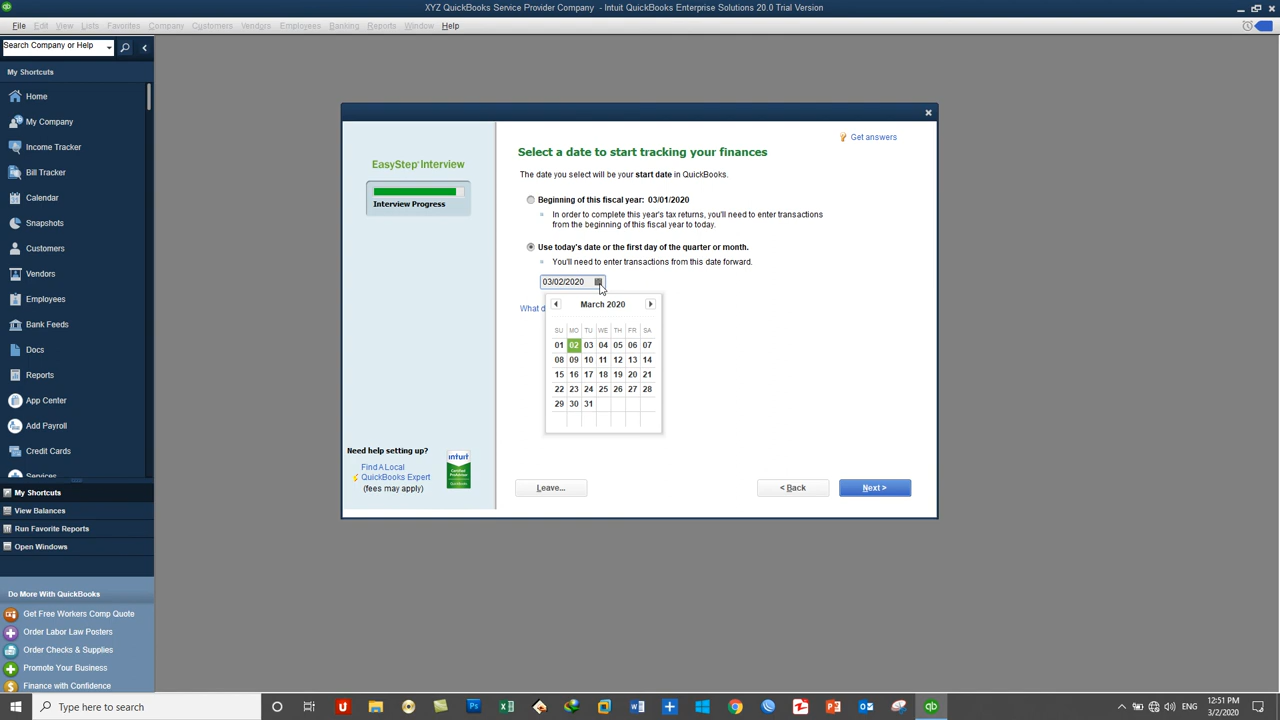 XYZ QuickBooks Service Provider Company - Intuit QuickBooks Enterprise Solutions 20.0 Trial Version
File Edit View Lists Favorites Company Customers Vendors Employees Banking Reports Window Help
Search Company or Help
My Shortcuts
Home
My Company
Income Tracker
Bill Tracker
Calendar
Snapshots
Customers
Vendors
Employees
Bank Feeds
Docs
Reports
App Center
Add Payroll
Credit Cards
Services
My Shortcuts
View Balances
Run Favorite Reports
Open Windows
Do More With QuickBooks
Get Free Workers Comp Quote
Order Labor Law Posters
Order Checks & Supplies
Promote Your Business
Finance with Confidence
EasyStep Interview
Interview Progress
Need help setting up?
Find A Local
QuickBooks Expert
(fees may apply)
intuit
Get answers
Select a date to start tracking your finances
The date you select will be your start date in QuickBooks.
Beginning of this fiscal year: 03/01/2020
In order to complete this year's tax returns, you'll need to enter transactions
from the beginning of this fiscal year to today.
Use today's date or the first day of the quarter or month.
You'll need to enter transactions from this date forward.
03/02/2020
What d
March 2020
SU MO TU WE TH FR SA
01 02 03 04 05 06 07
08 09 10 11 12 13 14
15 16 17 18 19 20 21
22 23 24 25 26 27 28
29 30 31
Leave...
< Back
Next >
Type here to search
12:51 PM
3/2/2020